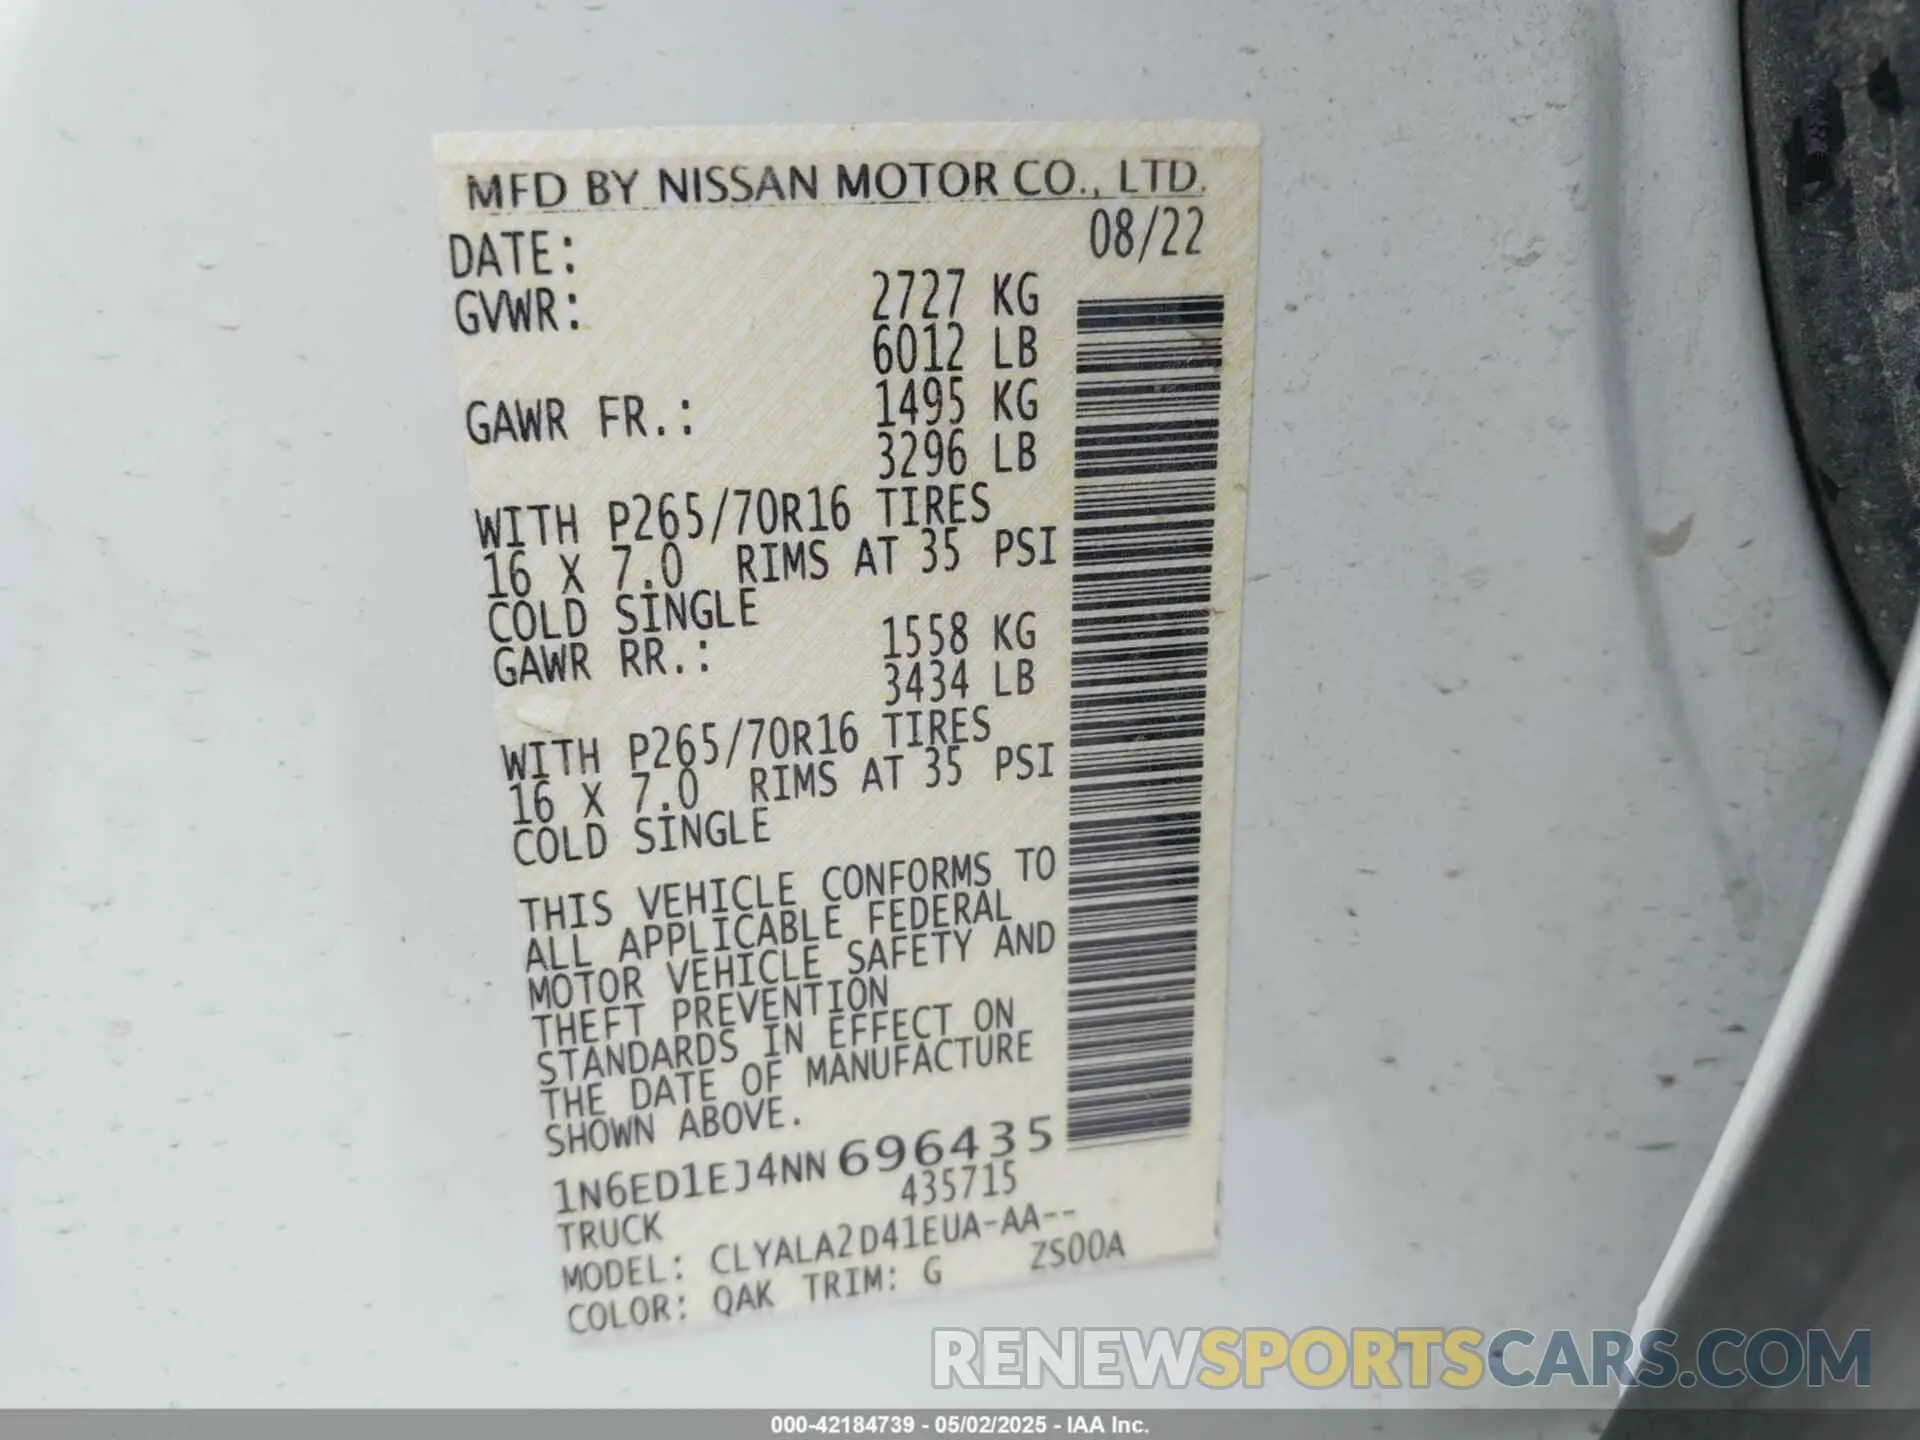 MFD BY NISSAN MOTOR CO., LTD.
DATE: 08/22
GVWR: 2727 KG
6012 LB
GAWR FR.: 1495 KG
3296 LB
WITH P265/70R16 TIRES
16 X 7.0 RIMS AT 35 PSI
COLD SINGLE
GAWR RR.: 1558 KG
3434 LB
WITH P265/70R16 TIRES
16 X 7.0 RIMS AT 35 PSI
COLD SINGLE
THIS VEHICLE CONFORMS TO
ALL APPLICABLE FEDERAL
MOTOR VEHICLE SAFETY AND
THEFT PREVENTION
STANDARDS IN EFFECT ON
THE DATE OF MANUFACTURE
SHOWN ABOVE.
1N6ED1EJ4NN696435
TRUCK 435715
MODEL: CLYALA2D41EUA-AA--
COLOR: QAK TRIM: G ZS00A
RENEWSPORTSCARS.COM
000-42184739 - 05/02/2025 - IAA Inc.